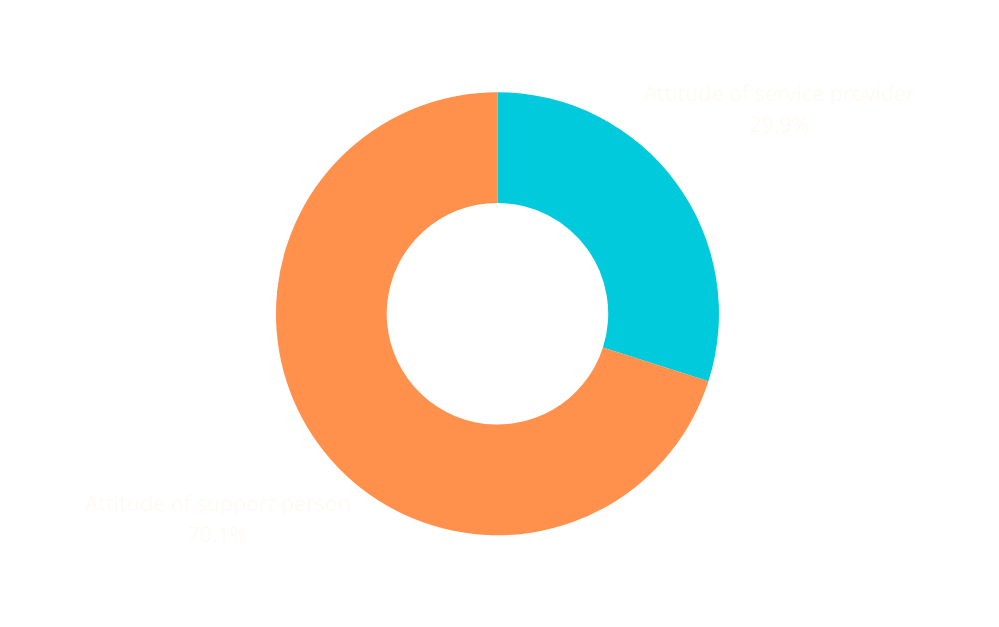 Attitude of service provider
29.9%
Attitude of support person
70.1%